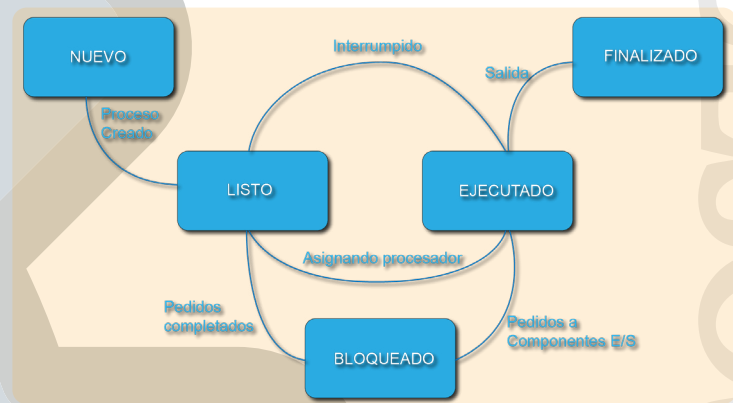 NUEVO
Interrumpido
FINALIZADO
Salida
Proceso
Creado
LISTO
EJECUTADO
Asignando procesador
Pedidos
completados
Pedidos a
Componentes E/S
BLOQUEADO